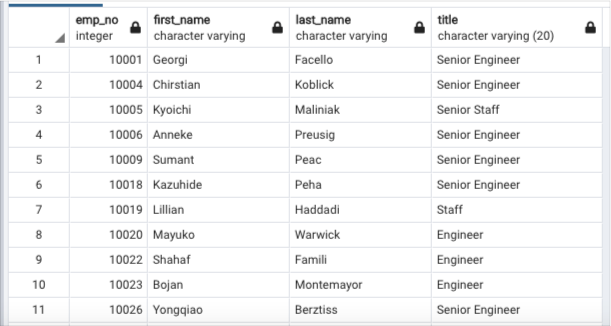 emp_no first_name last_name title
integer character varying character varying character varying (20)
1 10001 Georgi Facello Senior Engineer
2 10004 Chirstian Koblick Senior Engineer
3 10005 Kyoichi Maliniak Senior Staff
4 10006 Anneke Preusig Senior Engineer
5 10009 Sumant Peac Senior Engineer
6 10018 Kazuhide Peha Senior Engineer
7 10019 Lillian Haddadi Staff
8 10020 Mayuko Warwick Engineer
9 10022 Shahaf Famili Engineer
10 10023 Bojan Montemayor Engineer
11 10026 Yongqiao Berztiss Senior Engineer